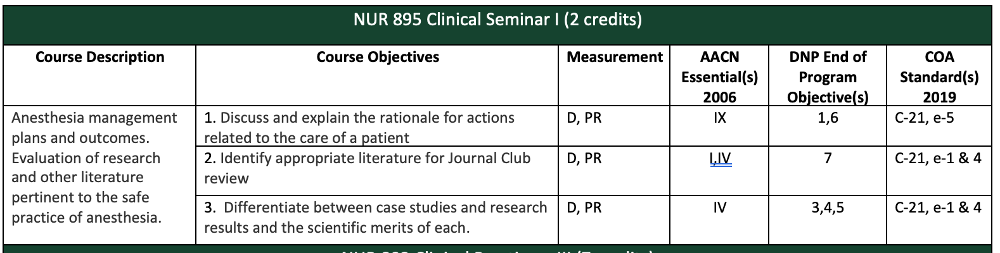 NUR 895 Clinical Seminar I (2 credits)
Course Description
Course Objectives
Measurement
AACN
Essential(s)
2006
DNP End of
Program
Objective(s)
COA
Standard(s)
2019
Anesthesia management
plans and outcomes.
Evaluation of research
and other literature
pertinent to the safe
practice of anesthesia.
1. Discuss and explain the rationale for actions
related to the care of a patient
D, PR
IX
1,6
C-21, e-5
2. Identify appropriate literature for Journal Club
review
D, PR
I,IV
7
C-21, e-1 & 4
3. Differentiate between case studies and research
results and the scientific merits of each.
D, PR
IV
3,4,5
C-21, e-1 & 4